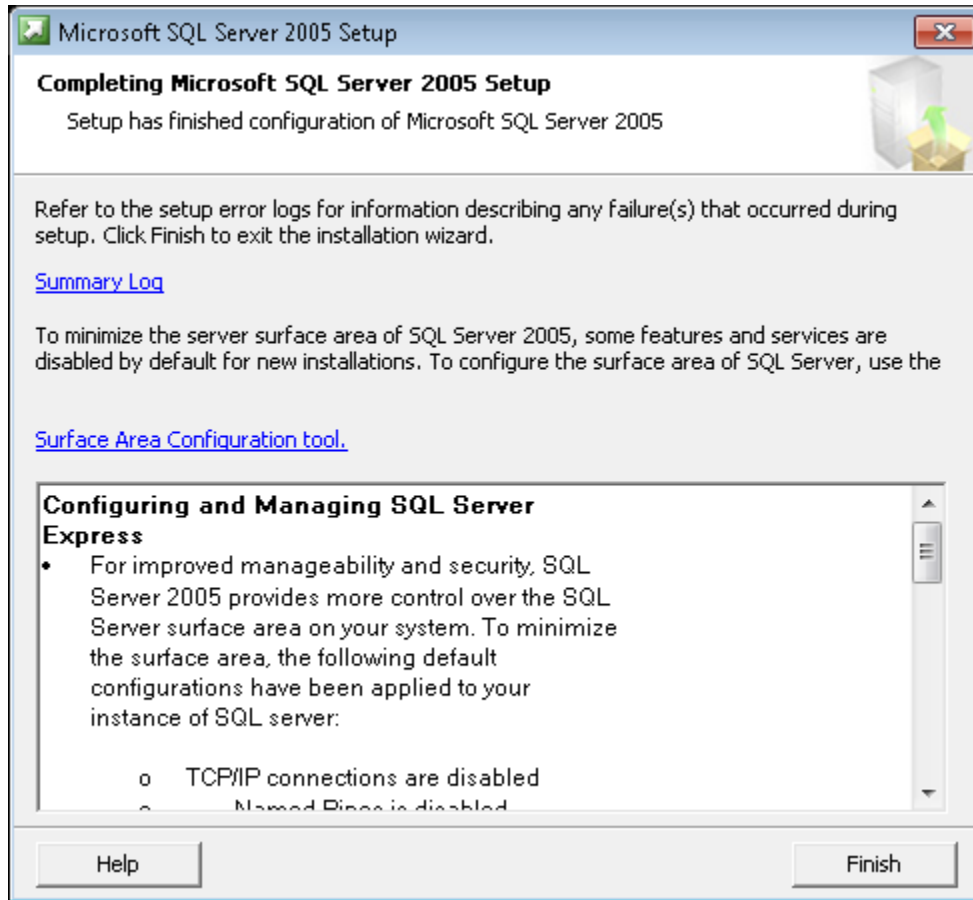 Microsoft SQL Server 2005 Setup
Completing Microsoft SQL Server 2005 Setup
Setup has finished configuration of Microsoft SQL Server 2005
Refer to the setup error logs for information describing any failure(s) that occurred during
setup. Click Finish to exit the installation wizard.
Summary Log
To minimize the server surface area of SQL Server 2005, some features and services are
disabled by default for new installations. To configure the surface area of SQL Server, use the
Surface Area Configuration tool.
Configuring and Managing SQL Server
Express
• For improved manageability and security, SQL
Server 2005 provides more control over the SQL
Server surface area on your system. To minimize
the surface area, the following default
configurations have been applied to your
instance of SQL server:
o TCP/IP connections are disabled
o Named Pipes is disabled
Help
Finish